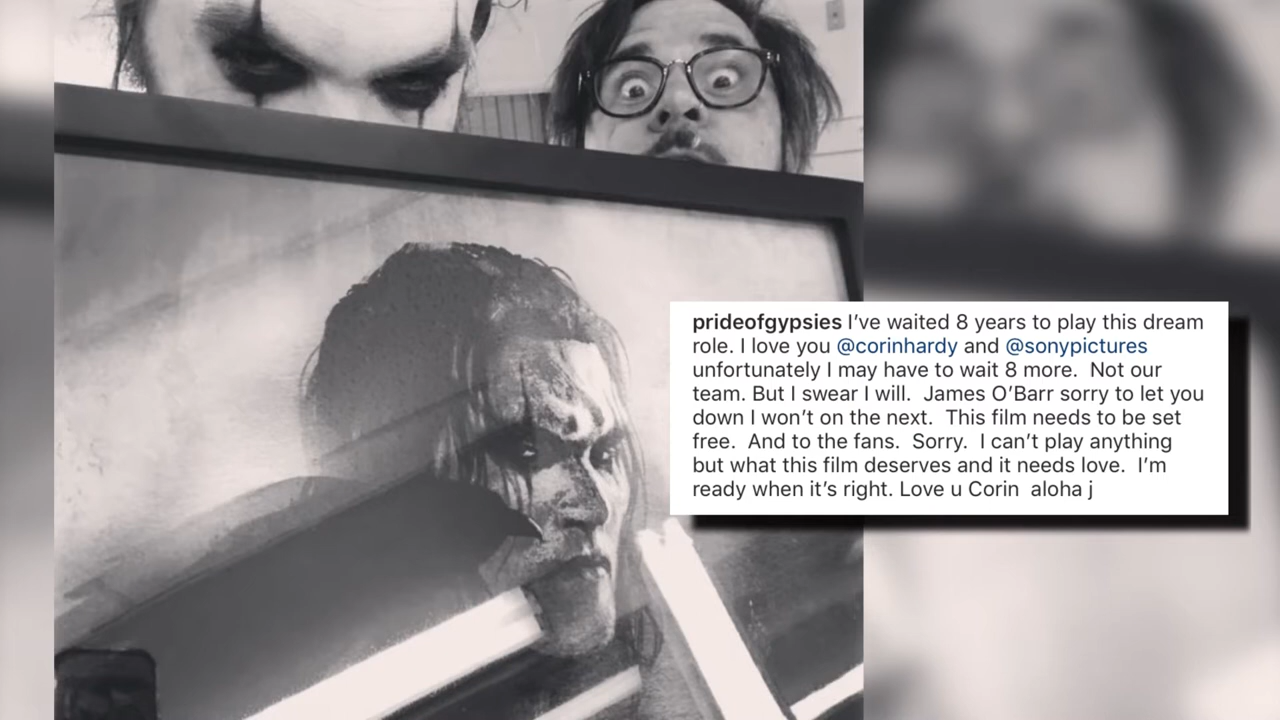 prideofgypsies I’ve waited 8 years to play this dream
role. I love you @corinhardy and @sonypictures
unfortunately I may have to wait 8 more.  Not our
team. But I swear I will.  James O’Barr sorry to let you
down I won’t on the next.  This film needs to be set
free.  And to the fans.  Sorry.  I can’t play anything
but what this film deserves and it needs love.  I’m
ready when it’s right. Love u Corin  aloha j